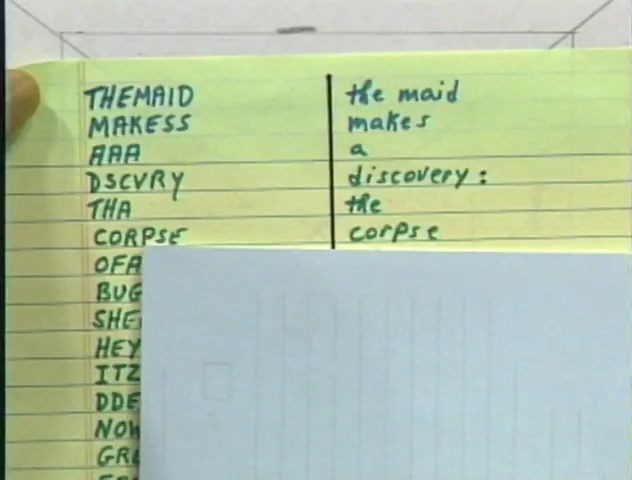 THEMAID the maid
MAKESS makes
AAA a
DSCVRY discovery:
THA the
CORPSE corpse
OFA
BUG
SHE
HEY
ITZ
DDE
NOW
GRE